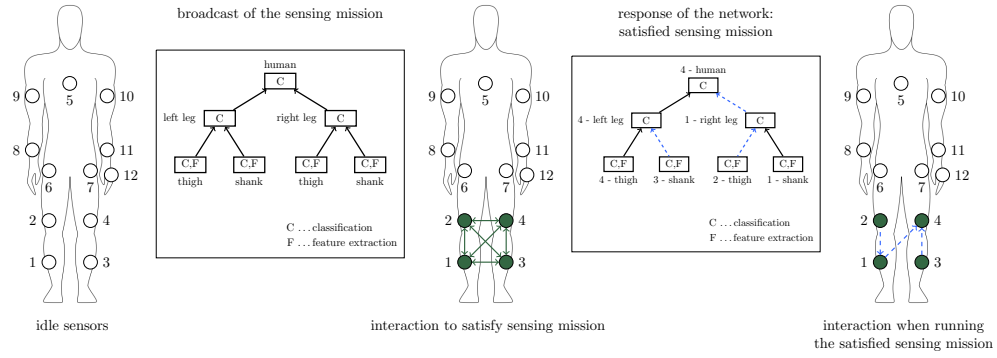 broadcast of the sensing mission
response of the network:
satisfied sensing mission
5
9
10
8
11
12
6
7
2
4
1
3
idle sensors
human
C
left leg
C
right leg
C
C,F
C,F
C,F
C,F
thigh
shank
thigh
shank
C ... classification
F ... feature extraction
5
9
10
8
11
12
6
7
2
4
1
3
interaction to satisfy sensing mission
4 - human
C
4 - left leg
C
1 - right leg
C
C,F
C,F
C,F
C,F
4 - thigh
3 - shank
2 - thigh
1 - shank
C ... classification
F ... feature extraction
5
9
10
8
11
12
6
7
2
4
1
3
interaction when running
the satisfied sensing mission